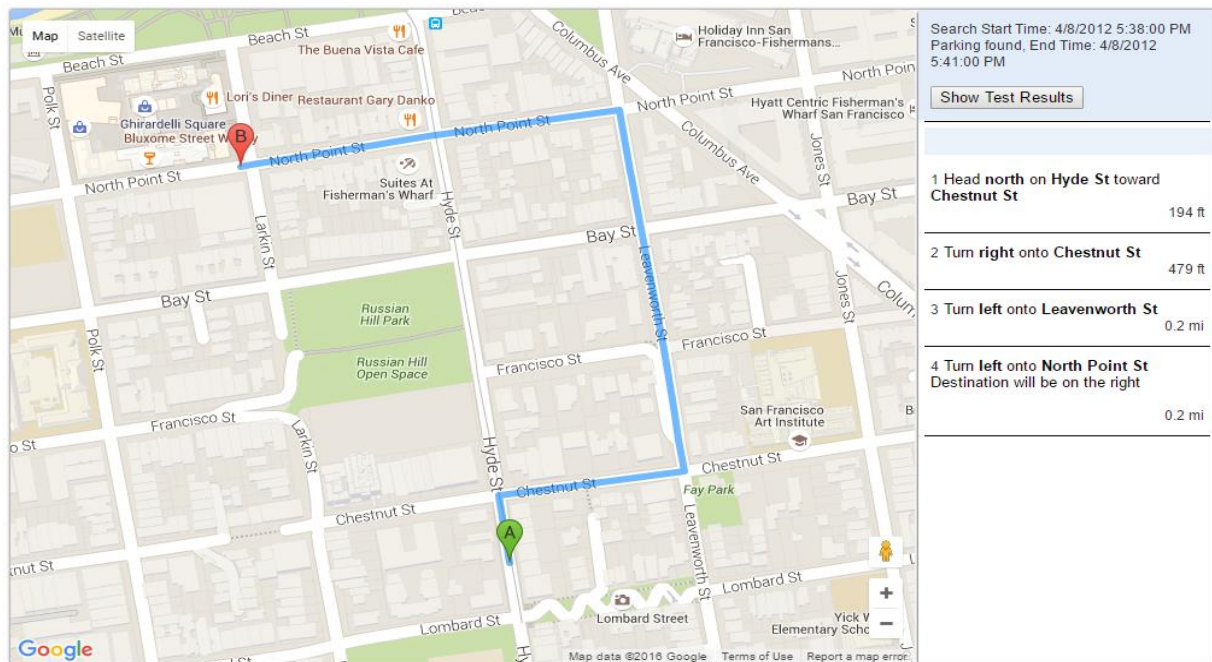 Map
Satellite
Beach St
Beach St
The Buena Vista Cafe
Columbus Ave
Holiday Inn San
Francisco-Fishermans...
North Poin
Polk St
Lori's Diner
Restaurant Gary Danko
North Point St
Hyatt Centric Fisherman's
Wharf San Francisco
Ghirardelli Square
Bluxome Street W
B
North Point St
North Point St
Columbus Ave
Jones St
North Point St
Suites At
Fisherman's Wharf
Hyde St
Larkin St
Bay St
Bay St
Leavenworth St
Bay St
Russian
Hill Park
Jones St
Colum
Polk St
Russian Hill
Open Space
Francisco St
Francisco St
Francisco St
San Francisco
Art Institute
B
o St
Larkin St
Hyde St
Chestnut St
Chestnut St
Fay Park
Chestnut St
A
Leavenworth St
nut St
Lombard St
Lombard St
Lombard Street
Yick W
Elementary Scho
Hy
Google
Map data ©2016 Google
Terms of Use
Report a map error
Search Start Time: 4/8/2012 5:38:00 PM
Parking found, End Time: 4/8/2012
5:41:00 PM
Show Test Results
1 Head north on Hyde St toward
Chestnut St
194 ft
2 Turn right onto Chestnut St
479 ft
3 Turn left onto Leavenworth St
0.2 mi
4 Turn left onto North Point St
Destination will be on the right
0.2 mi